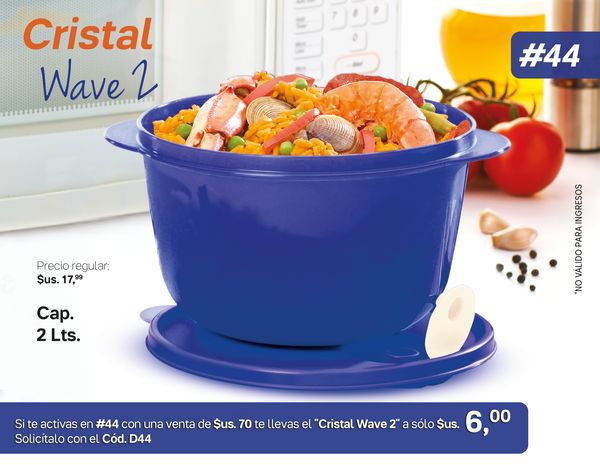 Cristal
Wave 2
#44
*NO VÁLIDO PARA INGRESOS
Precio regular:
$us. 17,99
Cap.
2 Lts.
Si te activas en #44 con una venta de $us. 70 te llevas el "Cristal Wave 2" a sólo $us. 6,00
Solicítalo con el Cód. D44